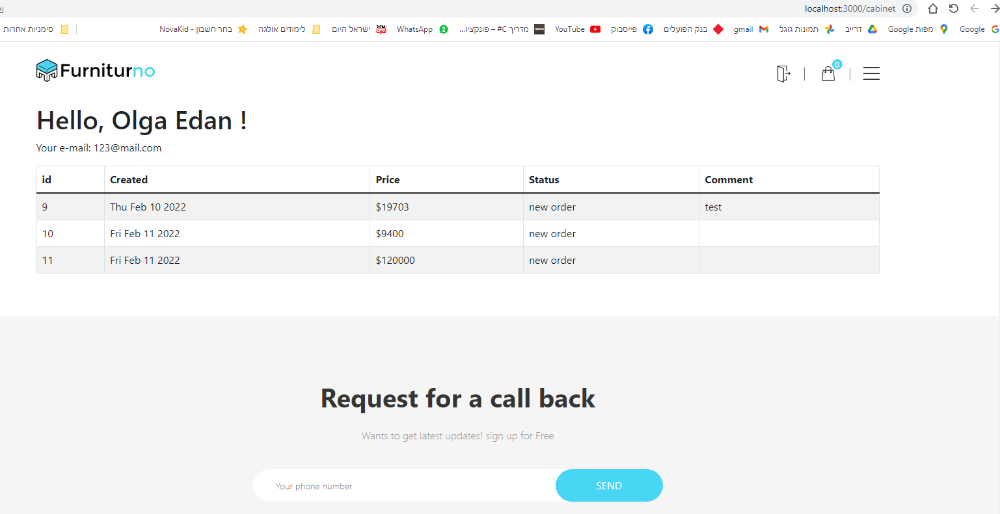 localhost:3000/cabinet
Google
מפות Google
דרייב
תמונות גוגל
gmail
בנק הפועלים
פייסבוק
YouTube
מדריך C# – פונקציו...
WhatsApp
2
ישראל היום
לימודים אולגה
בחר חשבון - NovaKid
סימניות אחרות
Furniturno
0
Hello, Olga Edan !
Your e-mail: 123@mail.com
id Created Price Status Comment
9 Thu Feb 10 2022 $19703 new order test
10 Fri Feb 11 2022 $9400 new order
11 Fri Feb 11 2022 $120000 new order
Request for a call back
Wants to get latest updates! sign up for Free
Your phone number SEND